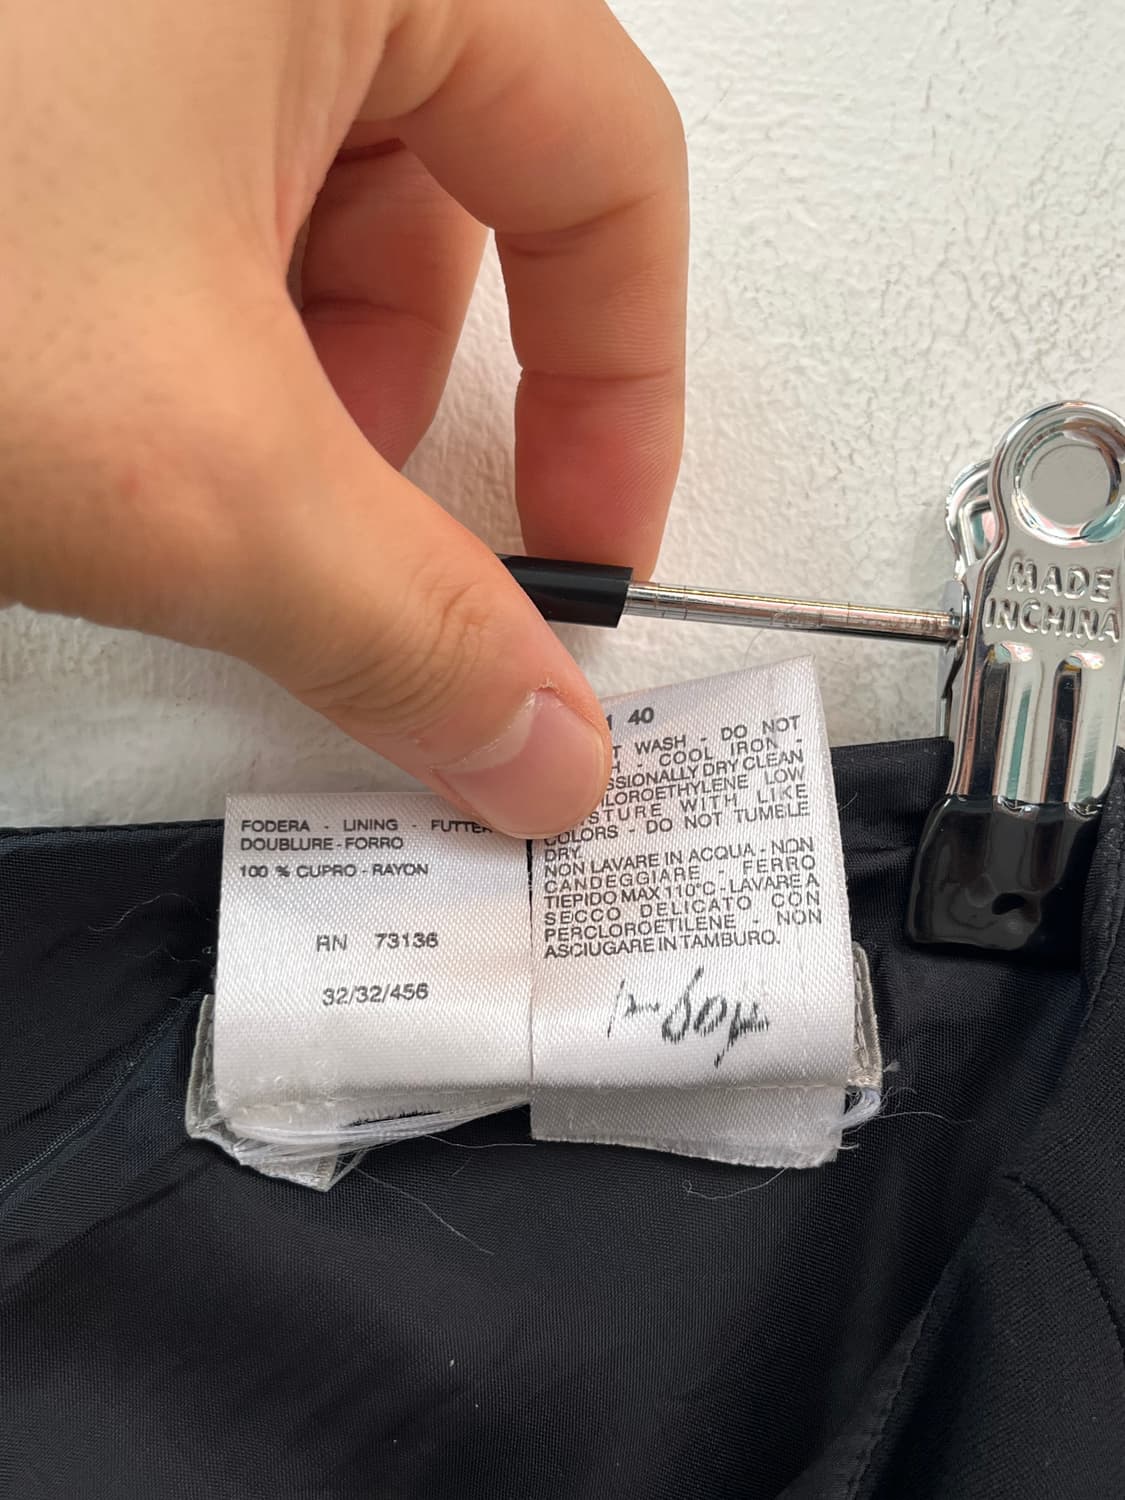 FODERA - LINING - FUTTER
DOUBLURE - FORRO
100 % CUPRO - RAYON
RN 73136
32/32/456
40
WASH - DO NOT
- COOL IRON -
DRY CLEAN
LOW
WITH LIKE
COLORS - DO NOT TUMBLE
DRY.
NON LAVARE IN ACQUA - NON
CANDEGGIARE - FERRO
TIEPIDO MAX 110°C - LAVARE A
SECCO DELICATO CON
PERCLOROETILENE - NON
ASCIUGARE IN TAMBURO.
MADE
IN CHINA